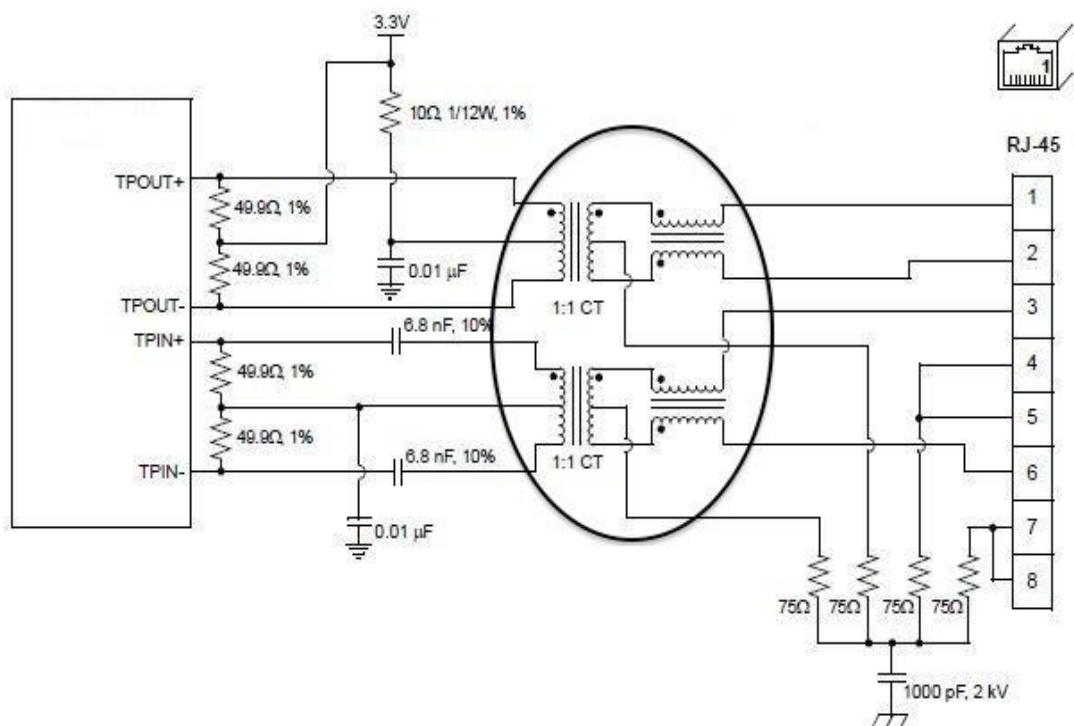 3.3V
10Ω, 1/12W, 1%
1
RJ-45
TPOUT+
49.9Ω, 1%
49.9Ω, 1%
TPOUT-
0.01 µF
1:1 CT
1
2
3
TPIN+
6.8 nF, 10%
49.9Ω, 1%
49.9Ω, 1%
TPIN-
6.8 nF, 10%
1:1 CT
0.01 µF
4
5
6
7
8
75Ω
75Ω
75Ω
75Ω
1000 pF, 2 kV